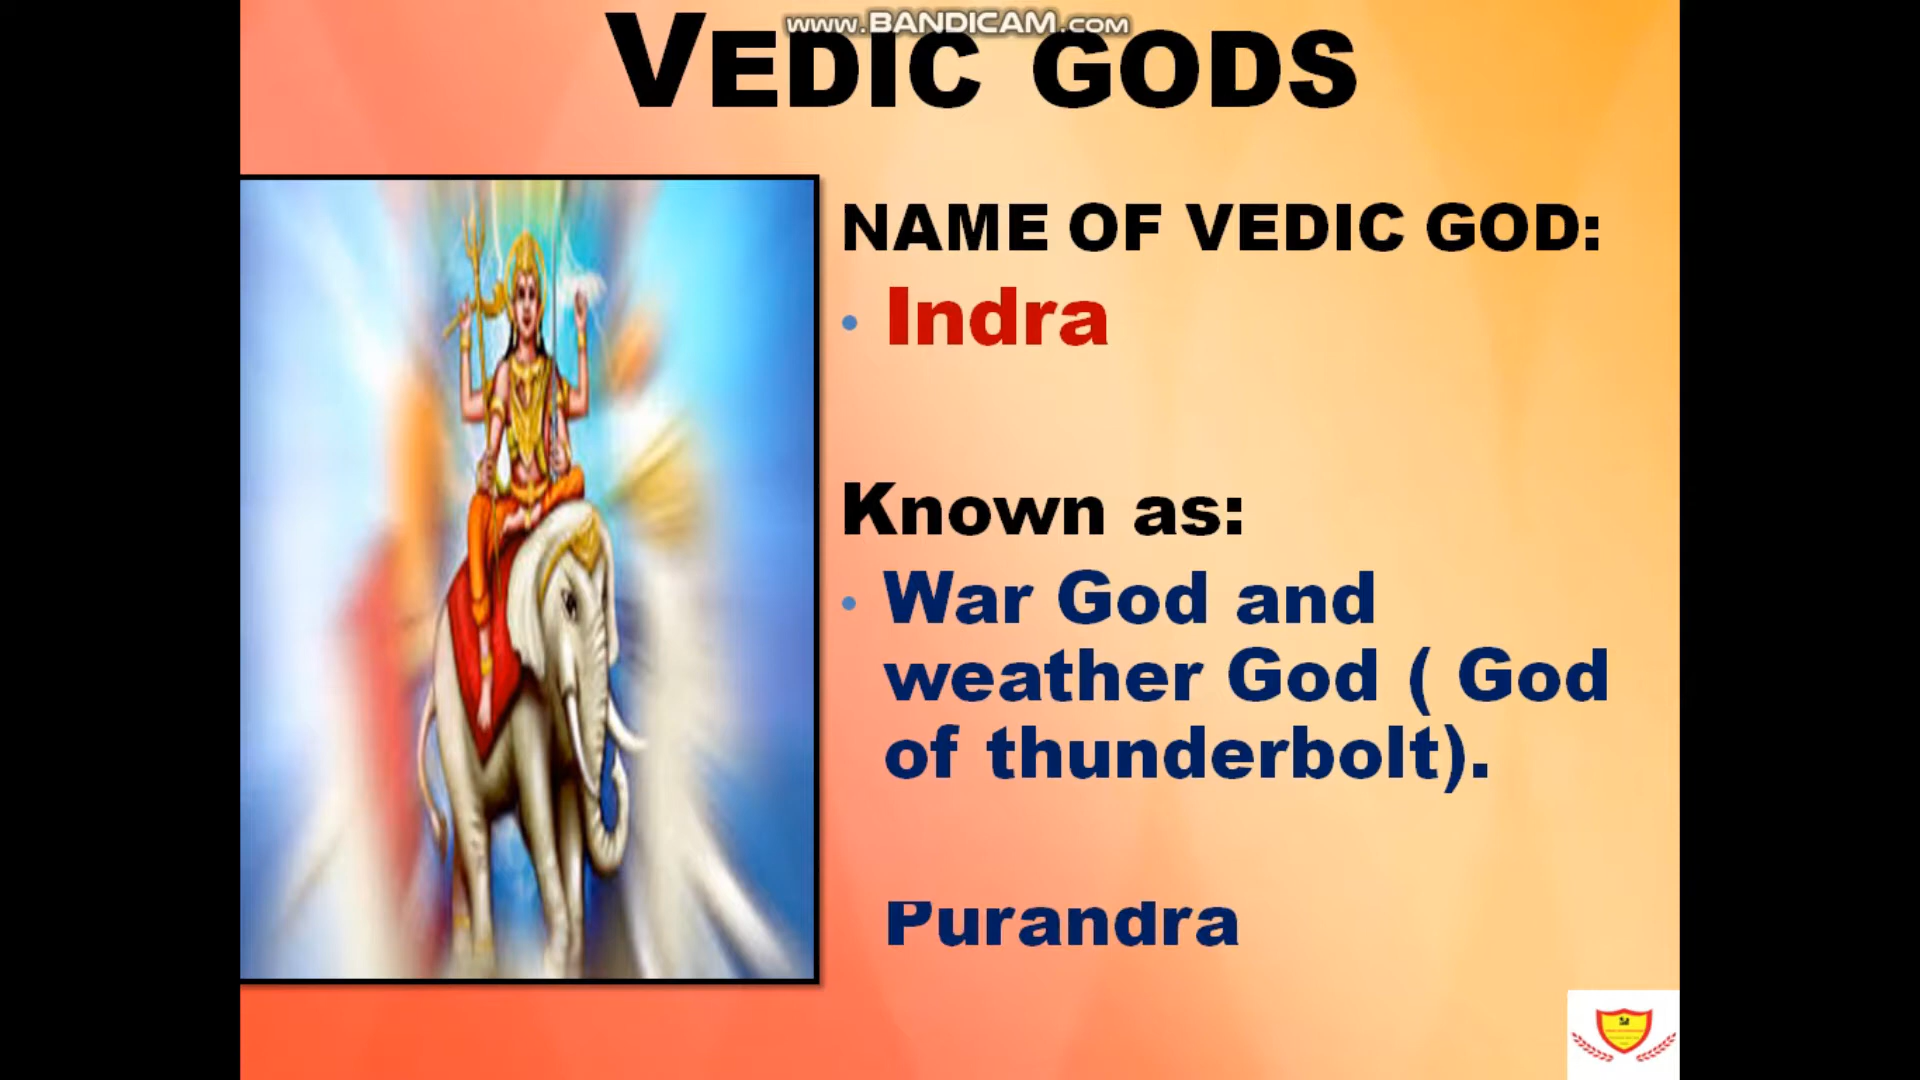 www.BANDICAM.com
VEDIC GODS
NAME OF VEDIC GOD:
• Indra
Known as:
• War God and
weather God ( God
of thunderbolt).
Purandra